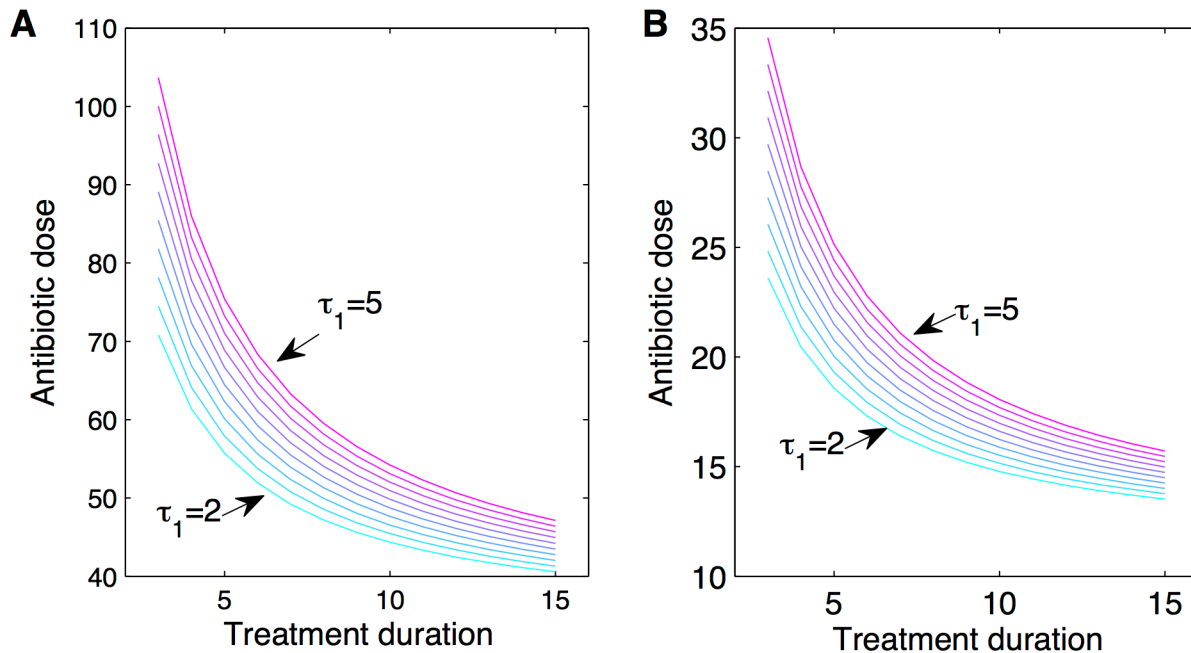 A
110
100
90
80
70
60
50
40
Antibiotic dose
τ1=5
τ1=2
5
10
15
Treatment duration
B
35
30
25
20
15
10
Antibiotic dose
τ1=5
τ1=2
5
10
15
Treatment duration